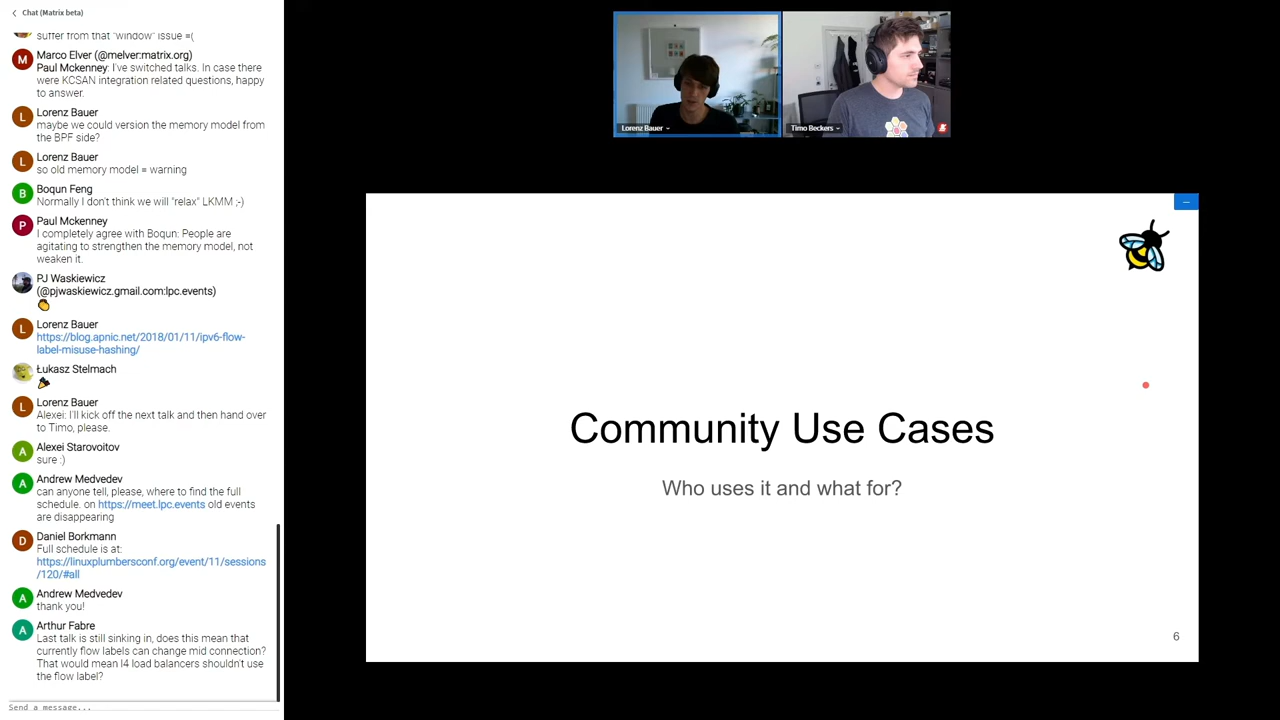 Chat (Matrix beta)
suffer from that "window" issue =(
M
Marco Elver (@melver:matrix.org)
Paul Mckenney: I've switched talks. In case there
were KCSAN integration related questions, happy
to answer.
L
Lorenz Bauer
maybe we could version the memory model from
the BPF side?
L
Lorenz Bauer
so old memory model = warning
B
Boqun Feng
Normally I don't think we will "relax" LKMM ;-)
P
Paul Mckenney
I completely agree with Boqun: People are
agitating to strengthen the memory model, not
weaken it.
PJ Waskiewicz
(@pjwaskiewicz.gmail.com:lpc.events)
L
Lorenz Bauer
https://blog.apnic.net/2018/01/11/ipv6-flow-
label-misuse-hashing/
Łukasz Stelmach
L
Lorenz Bauer
Alexei: I'll kick off the next talk and then hand over
to Timo, please.
A
Alexei Starovoitov
sure :)
A
Andrew Medvedev
can anyone tell, please, where to find the full
schedule. on https://meet.lpc.events old events
are disappearing
D
Daniel Borkmann
Full schedule is at:
https://linuxplumbersconf.org/event/11/sessions
/120/#all
A
Andrew Medvedev
thank you!
A
Arthur Fabre
Last talk is still sinking in, does this mean that
currently flow labels can change mid connection?
That would mean l4 load balancers shouldn't use
the flow label?
Send a message...
Lorenz Bauer
Timo Beckers
Community Use Cases
Who uses it and what for?
6